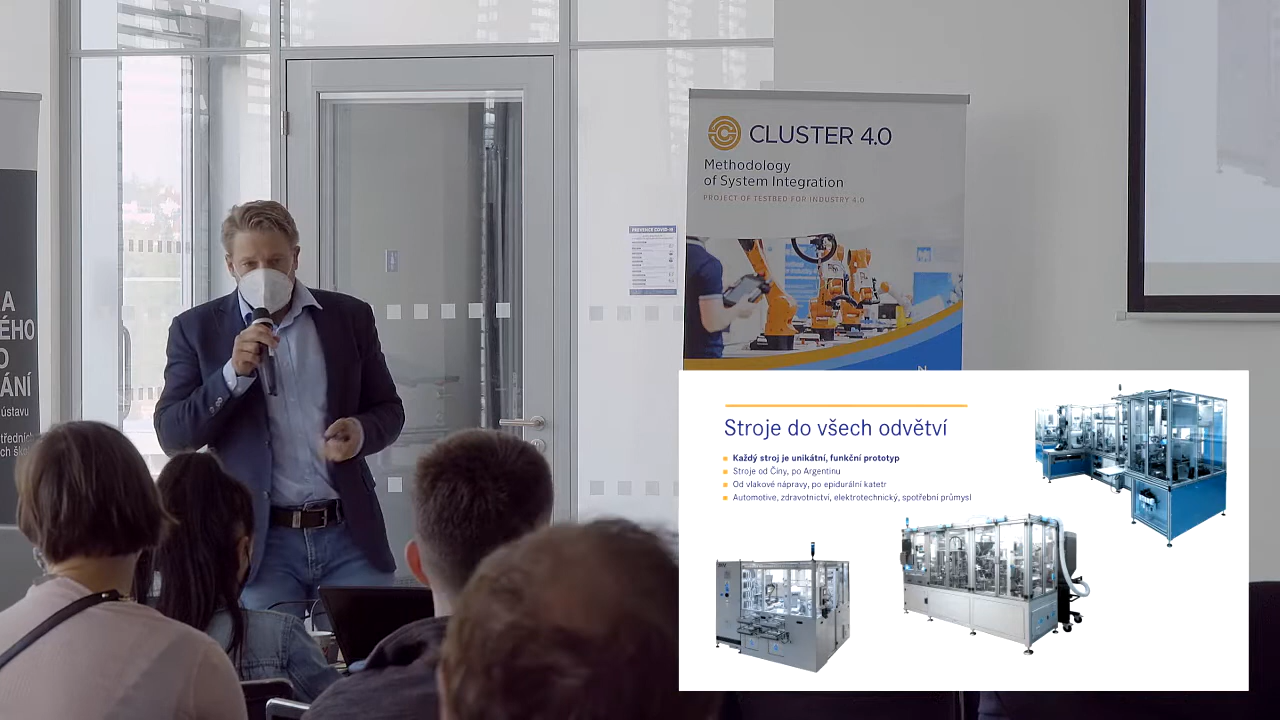 CLUSTER 4.0
Methodology
of System Integration
PROJECT OF TESTBED FOR INDUSTRY 4.0
PREVENCE COVID-19
A
ÉHO
O
ÁNÍ
ústavu
Stroje do všech odvětví
Každý stroj je unikátní, funkční prototyp
Stroje od Číny, po Argentinu
Od vlakové nápravy, po epidurální katetr
Automotive, zdravotnictví, elektrotechnický, spotřební průmysl